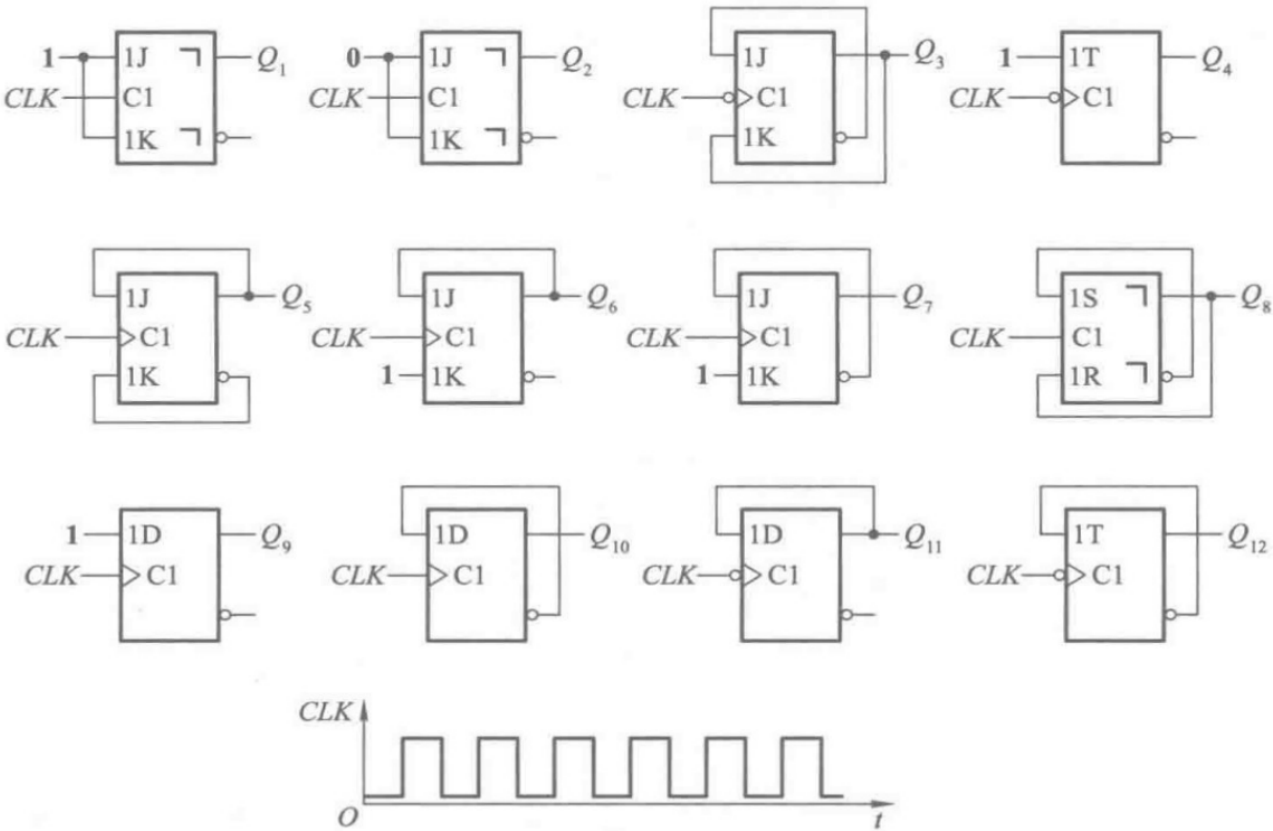 1 1J ¬ Q₁ 0 1J ¬ Q₂ 1J Q₃ 1 1T Q₄
CLK C1 CLK C1 CLK C1 CLK C1
1K ¬ 1K ¬ 1K
1J Q₅ 1J Q₆ 1J Q₇ 1S ¬ Q₈
CLK C1 CLK C1 CLK C1 CLK C1
1K 1 1K 1 1K 1R ¬
1 1D Q₉ 1D Q₁₀ 1D Q₁₁ 1T Q₁₂
CLK C1 CLK C1 CLK C1 CLK C1
CLK
O t